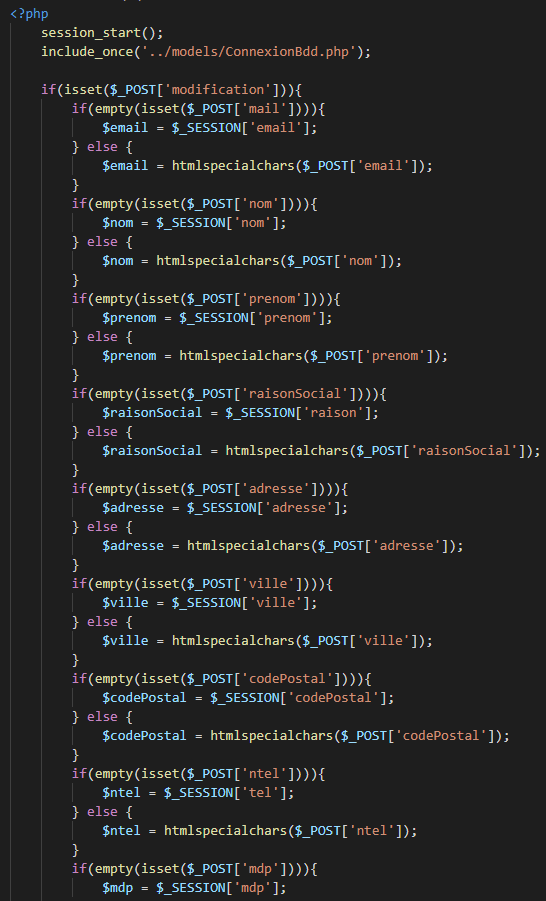 <?php
session_start();
include_once('../models/ConnexionBdd.php');
if(isset($_POST['modification'])){
if(empty(isset($_POST['mail']))){
$email = $_SESSION['email'];
} else {
$email = htmlspecialchars($_POST['email']);
}
if(empty(isset($_POST['nom']))){
$nom = $_SESSION['nom'];
} else {
$nom = htmlspecialchars($_POST['nom']);
}
if(empty(isset($_POST['prenom']))){
$prenom = $_SESSION['prenom'];
} else {
$prenom = htmlspecialchars($_POST['prenom']);
}
if(empty(isset($_POST['raisonSocial']))){
$raisonSocial = $_SESSION['raison'];
} else {
$raisonSocial = htmlspecialchars($_POST['raisonSocial']);
}
if(empty(isset($_POST['adresse']))){
$adresse = $_SESSION['adresse'];
} else {
$adresse = htmlspecialchars($_POST['adresse']);
}
if(empty(isset($_POST['ville']))){
$ville = $_SESSION['ville'];
} else {
$ville = htmlspecialchars($_POST['ville']);
}
if(empty(isset($_POST['codePostal']))){
$codePostal = $_SESSION['codePostal'];
} else {
$codePostal = htmlspecialchars($_POST['codePostal']);
}
if(empty(isset($_POST['ntel']))){
$ntel = $_SESSION['tel'];
} else {
$ntel = htmlspecialchars($_POST['ntel']);
}
if(empty(isset($_POST['mdp']))){
$mdp = $_SESSION['mdp'];